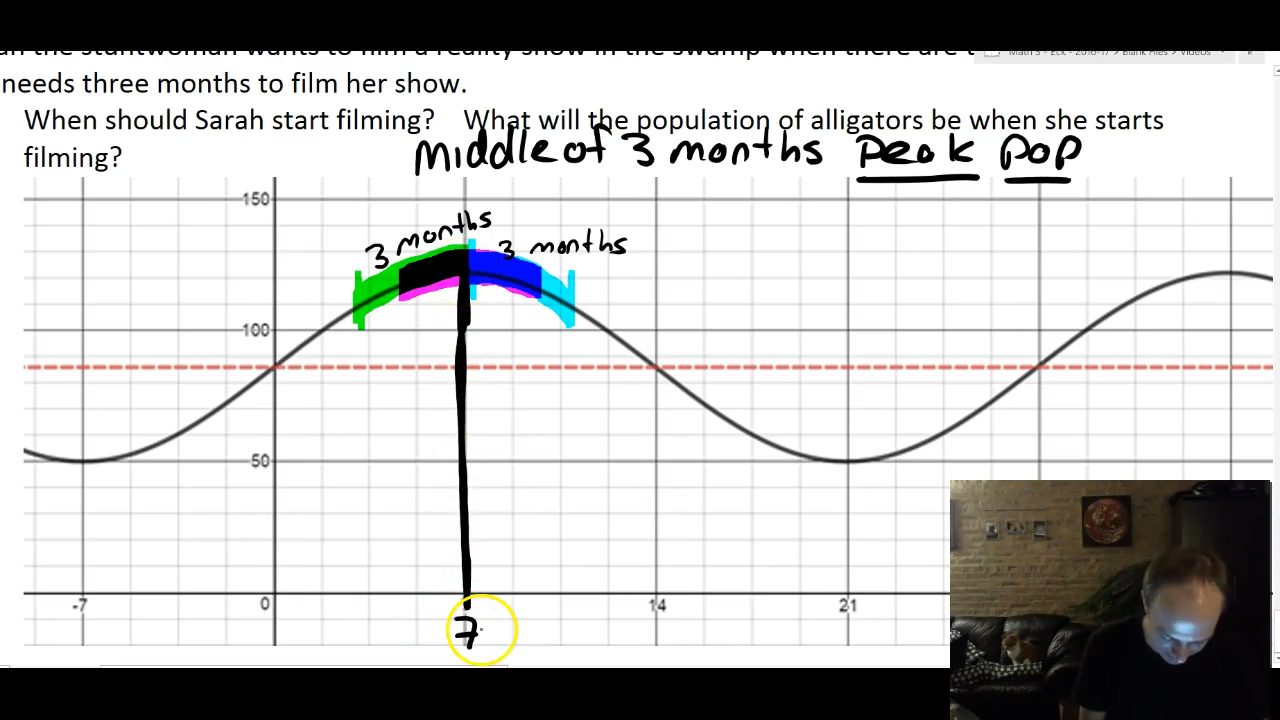 needs three months to film her show.
When should Sarah start filming? What will the population of alligators be when she starts
filming?
middle of 3 months peak pop
150
3 months 3 months
100
50
-7 0 14 21
7